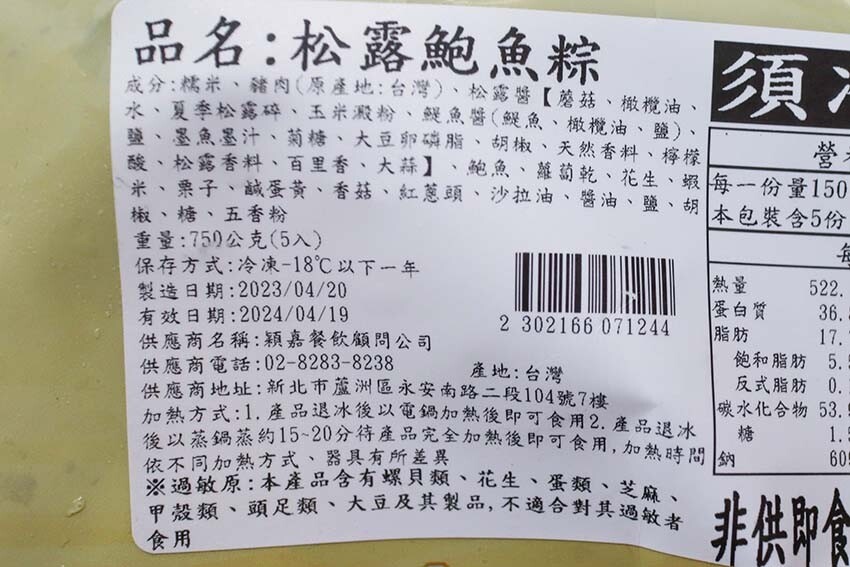 品名:松露鮑魚粽
成分:糯米、豬肉(原產地:台灣)、松露醬【蘑菇、橄欖油、
水、夏季松露碎、玉米澱粉、鯷魚醬(鯷魚、橄欖油、鹽)、
鹽、墨魚墨汁、菊糖、大豆卵磷脂、胡椒、天然香料、檸檬
酸、松露香料、百里香、大蒜】、鮑魚、蘿蔔乾、花生、蝦
米、栗子、鹹蛋黃、香菇、紅蔥頭、沙拉油、醬油、鹽、胡
椒、糖、五香粉
重量:750公克(5入)
保存方式:冷凍-18℃以下一年
製造日期:2023/04/20
有效日期:2024/04/19
供應商名稱:穎嘉餐飲顧問公司
供應商電話:02-8283-8238
產地:台灣
供應商地址:新北市蘆洲區永安南路二段104號7樓
加熱方式:1.產品退冰後以電鍋加熱後即可食用2.產品退冰
後以蒸鍋蒸約15~20分待產品完全加熱後即可食用,加熱時間
依不同加熱方式、器具有所差異
※過敏原:本產品含有螺貝類、花生、蛋類、芝麻、
甲殼類、頭足類、大豆及其製品,不適合對其過敏者
食用
2 302166 071244
須
營
每一份量150
本包裝含5份
每
熱量 522.
蛋白質 36.
脂肪 17.
飽和脂肪 5.
反式脂肪 0.
碳水化合物 53.
糖 1.
鈉 60
非供即食